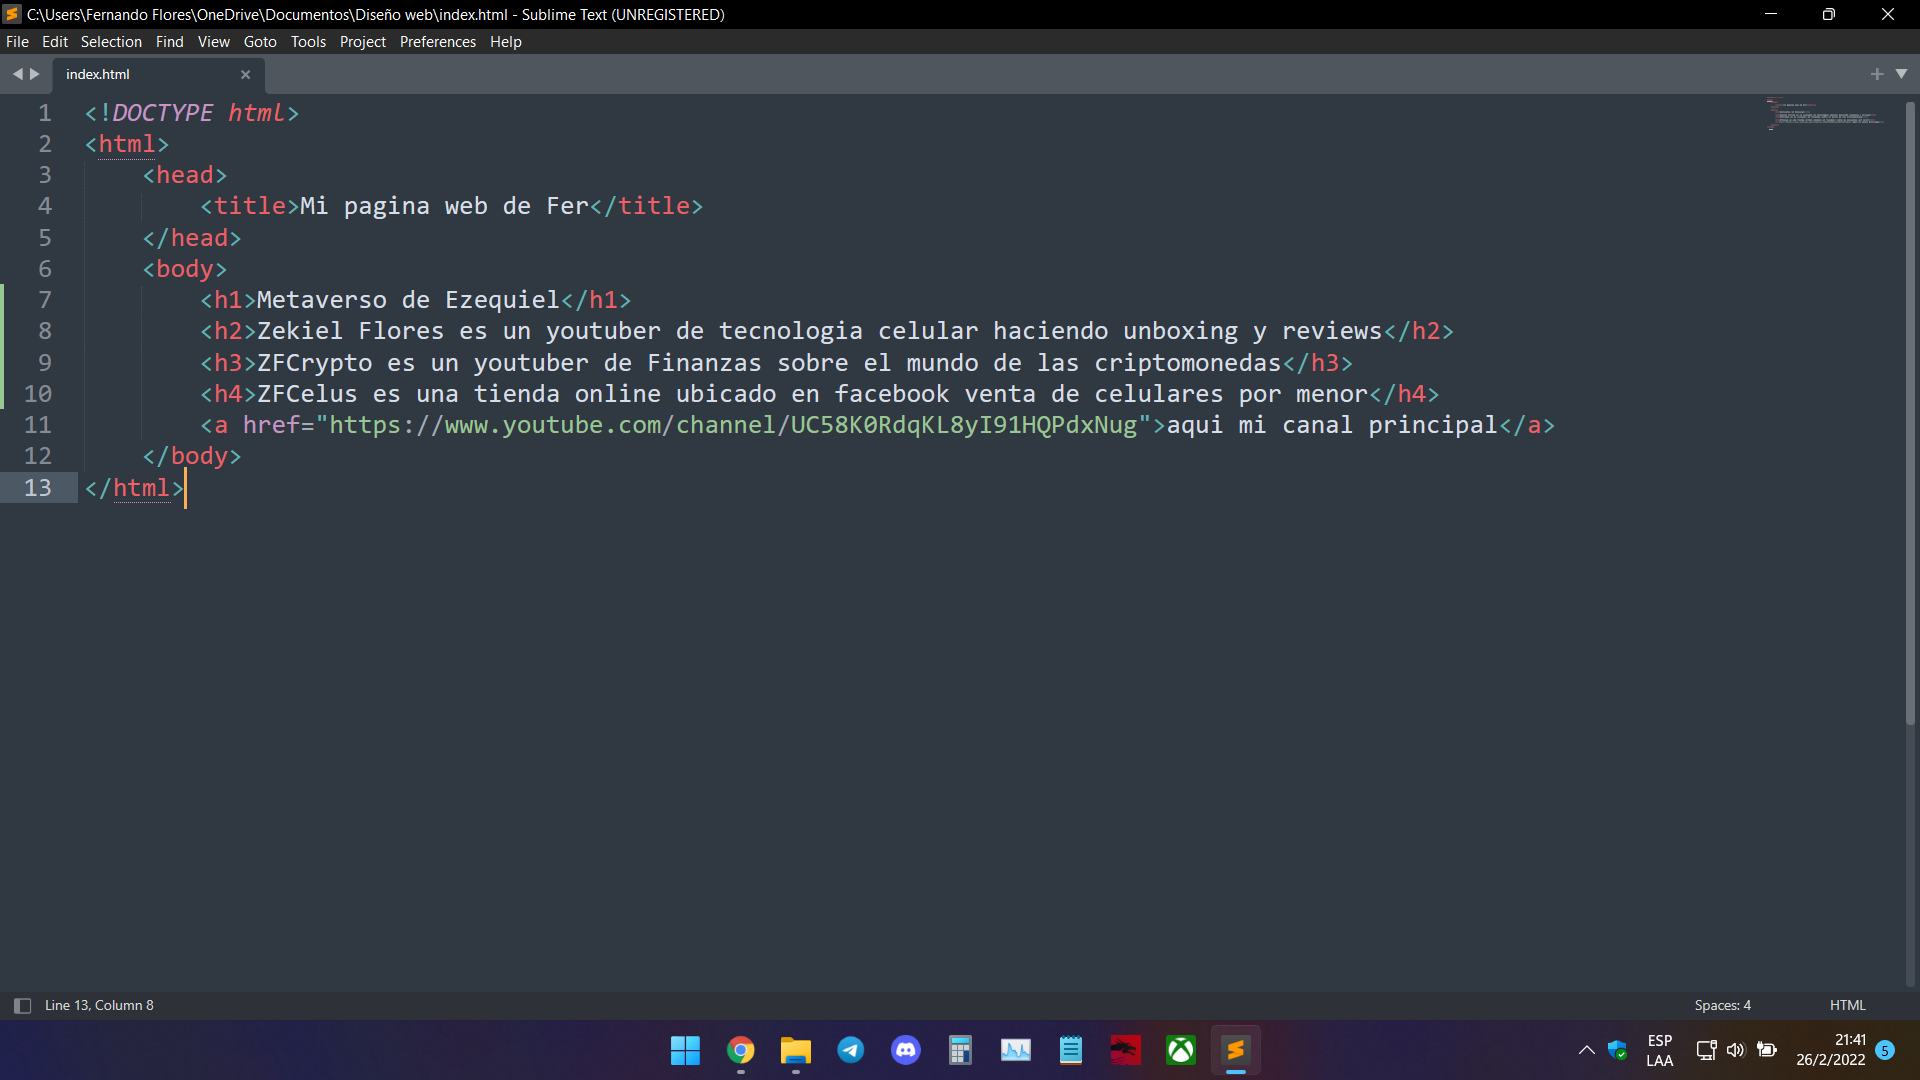 C:\Users\Fernando Flores\OneDrive\Documentos\Diseño web\index.html - Sublime Text (UNREGISTERED)
File Edit Selection Find View Goto Tools Project Preferences Help
index.html
1 <!DOCTYPE html>
2 <html>
3 <head>
4 <title>Mi pagina web de Fer</title>
5 </head>
6 <body>
7 <h1>Metaverso de Ezequiel</h1>
8 <h2>Zekiel Flores es un youtuber de tecnologia celular haciendo unboxing y reviews</h2>
9 <h3>ZFCrypto es un youtuber de Finanzas sobre el mundo de las criptomonedas</h3>
10 <h4>ZFCelus es una tienda online ubicado en facebook venta de celulares por menor</h4>
11 <a href="https://www.youtube.com/channel/UC58K0RdqKL8yI91HQPdxNug">aqui mi canal principal</a>
12 </body>
13 </html>
Line 13, Column 8
Spaces: 4
HTML
ESP
LAA
21:41
26/2/2022
5